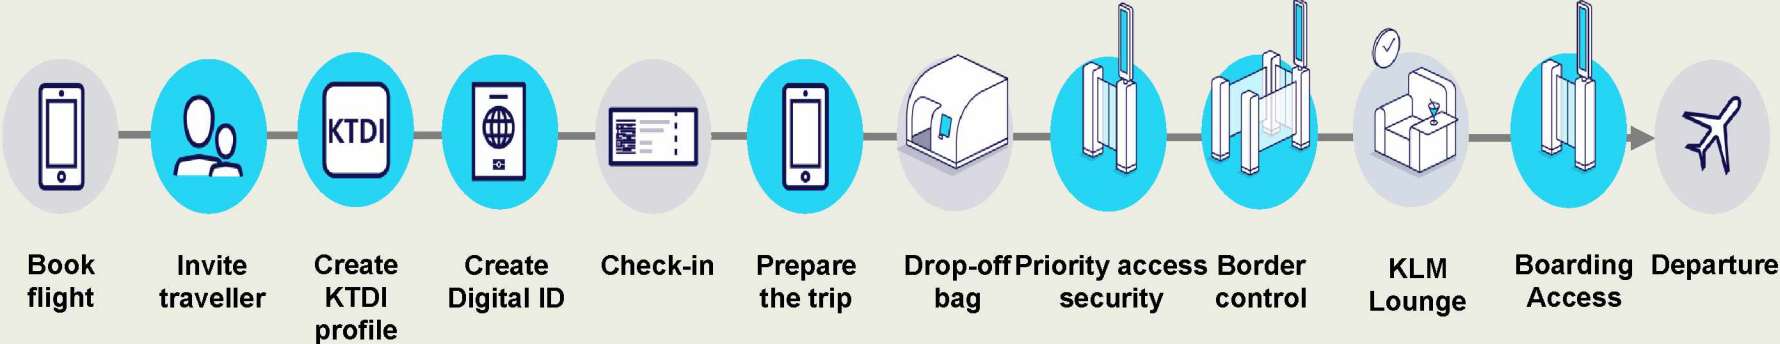 KTDI
Book
flight
Invite
traveller
Create
KTDI
profile
Create
Digital ID
Check-in
Prepare
the trip
Drop-off
bag
Priority access
security
Border
control
KLM
Lounge
Boarding
Access
Departure